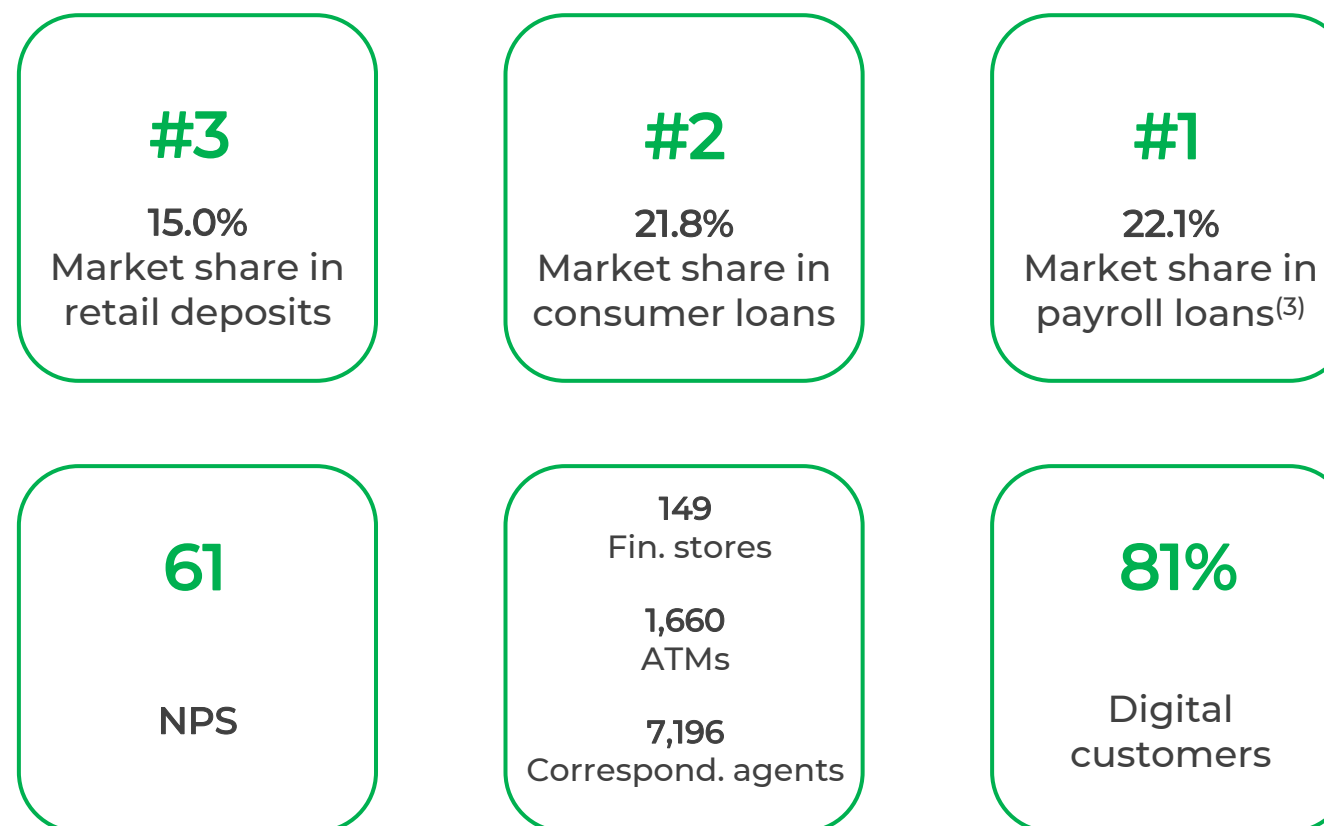 #3
15.0%
Market share in
retail deposits
#2
21.8%
Market share in
consumer loans
#1
22.1%
Market share in
payroll loans(3)
61
NPS
149
Fin. stores
1,660
ATMs
7,196
Correspond. agents
81%
Digital
customers